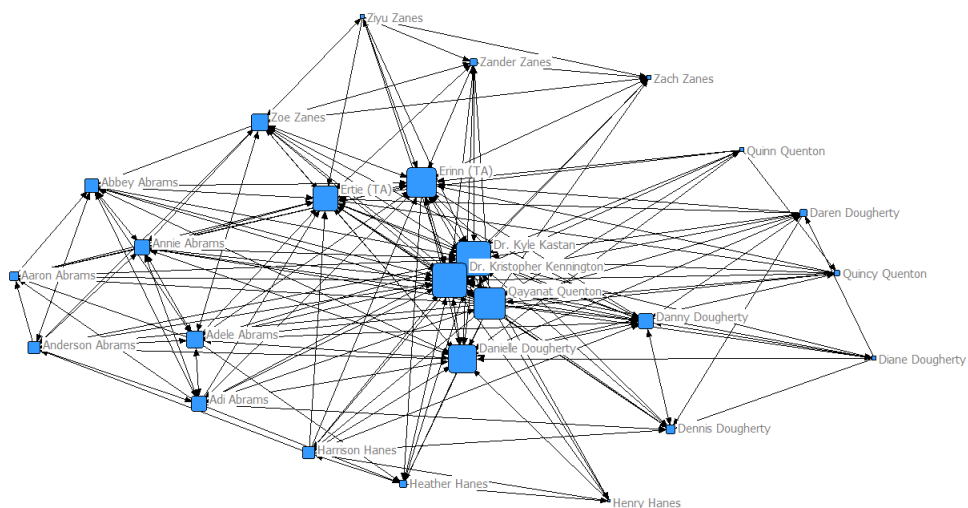 Ziyu Zanes
Zander Zanes
Zach Zanes
Zoe Zanes
Quinn Quenton
Erinn (TA)
Abbey Abrams
Ertie (TA)
Daren Dougherty
Annie Abrams
Dr. Kyle Kastan
Dr. Kristopher Kennington
Aaron Abrams
Quincy Quenton
Qayanat Quenton
Danny Dougherty
Adele Abrams
Anderson Abrams
Danielle Dougherty
Diane Dougherty
Adi Abrams
Dennis Dougherty
Harrison Hanes
Heather Hanes
Henry Hanes